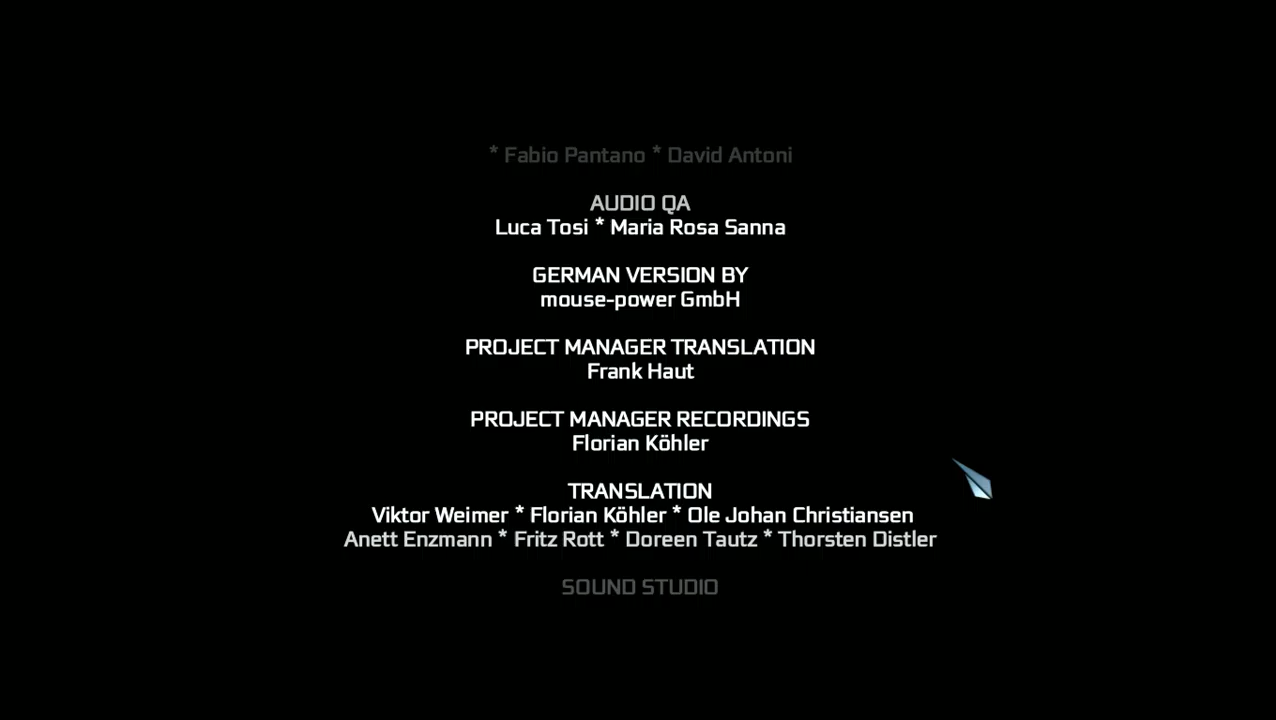 * Fabio Pantano * David Antoni
AUDIO QA
Luca Tosi * Maria Rosa Sanna
GERMAN VERSION BY
mouse-power GmbH
PROJECT MANAGER TRANSLATION
Frank Haut
PROJECT MANAGER RECORDINGS
Florian Köhler
TRANSLATION
Viktor Weimer * Florian Köhler * Ole Johan Christiansen
Anett Enzmann * Fritz Rott * Doreen Tautz * Thorsten Distler
SOUND STUDIO